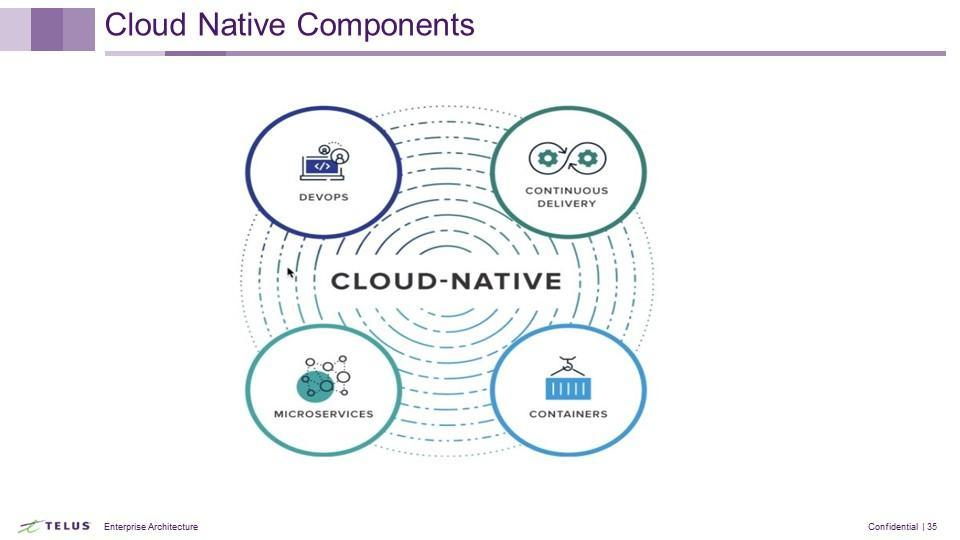 Cloud Native Components
DEVOPS
</>
CONTINUOUS
DELIVERY
CLOUD-NATIVE
MICROSERVICES
CONTAINERS
TELUS
Enterprise Architecture
Confidential | 35